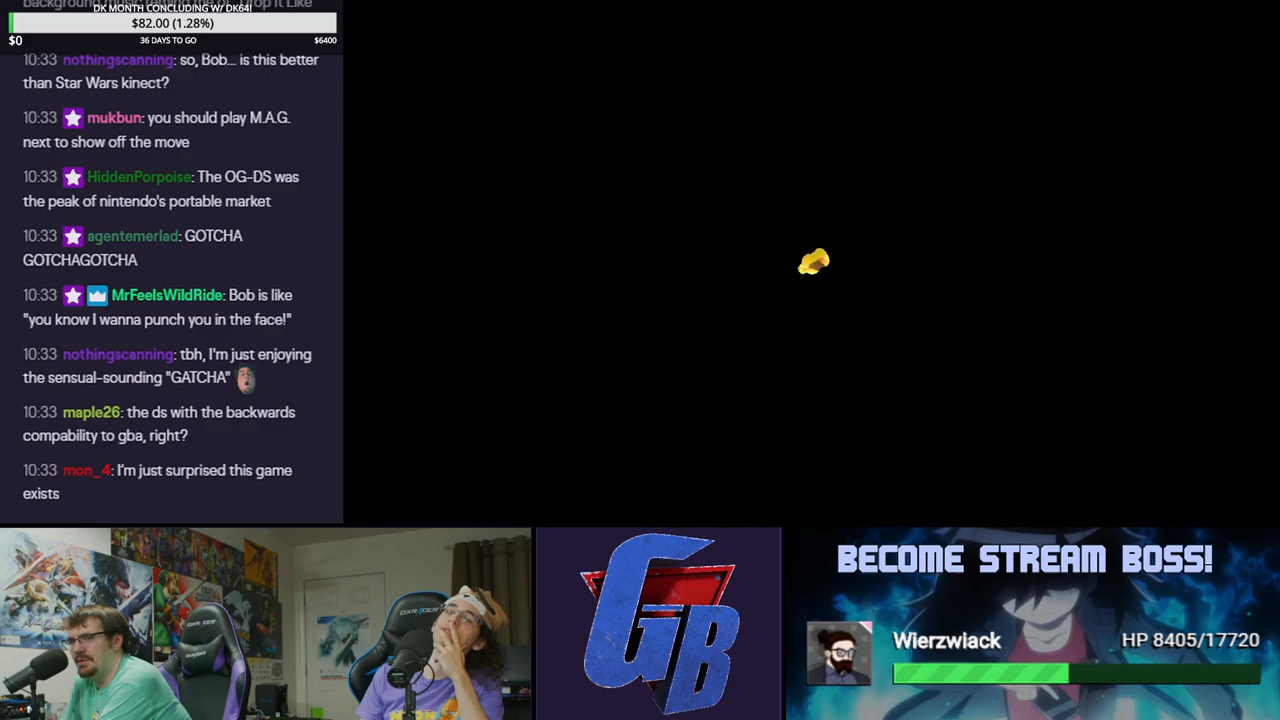 DK MONTH CONCLUDING W/ DK64!
$82.00 (1.28%)
$0 36 DAYS TO GO $6400
10:33 nothingscanning: so, Bob... is this better
than Star Wars kinect?
10:33 mukbun: you should play M.A.G.
next to show off the move
10:33 HiddenPorpoise: The OG-DS was
the peak of nintendo's portable market
10:33 agentemerlad: GOTCHA
GOTCHAGOTCHA
10:33 MrFeelsWildRide: Bob is like
"you know I wanna punch you in the face!"
10:33 nothingscanning: tbh, I'm just enjoying
the sensual-sounding "GATCHA"
10:33 maple26: the ds with the backwards
compability to gba, right?
10:33 mon_4: I'm just surprised this game
exists
DXRACER
GB
BECOME STREAM BOSS!
Wierzwiack HP 8405/17720